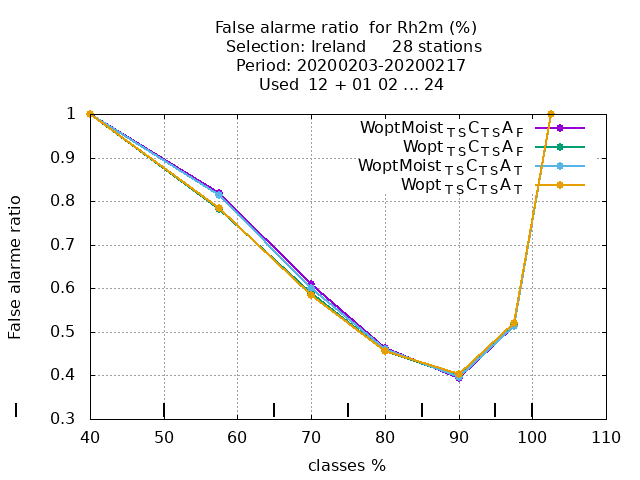 False alarme ratio  for Rh2m (%)
Selection: Ireland     28 stations
Period: 20200203-20200217
Used  12 + 01 02 ... 24
1
0.9
0.8
0.7
0.6
0.5
0.4
0.3
False alarme ratio
WoptMoist TS C TS A F
Wopt TS C TS A F
WoptMoist TS C TS A T
Wopt TS C TS A T
40 50 60 70 80 90 100 110
classes %